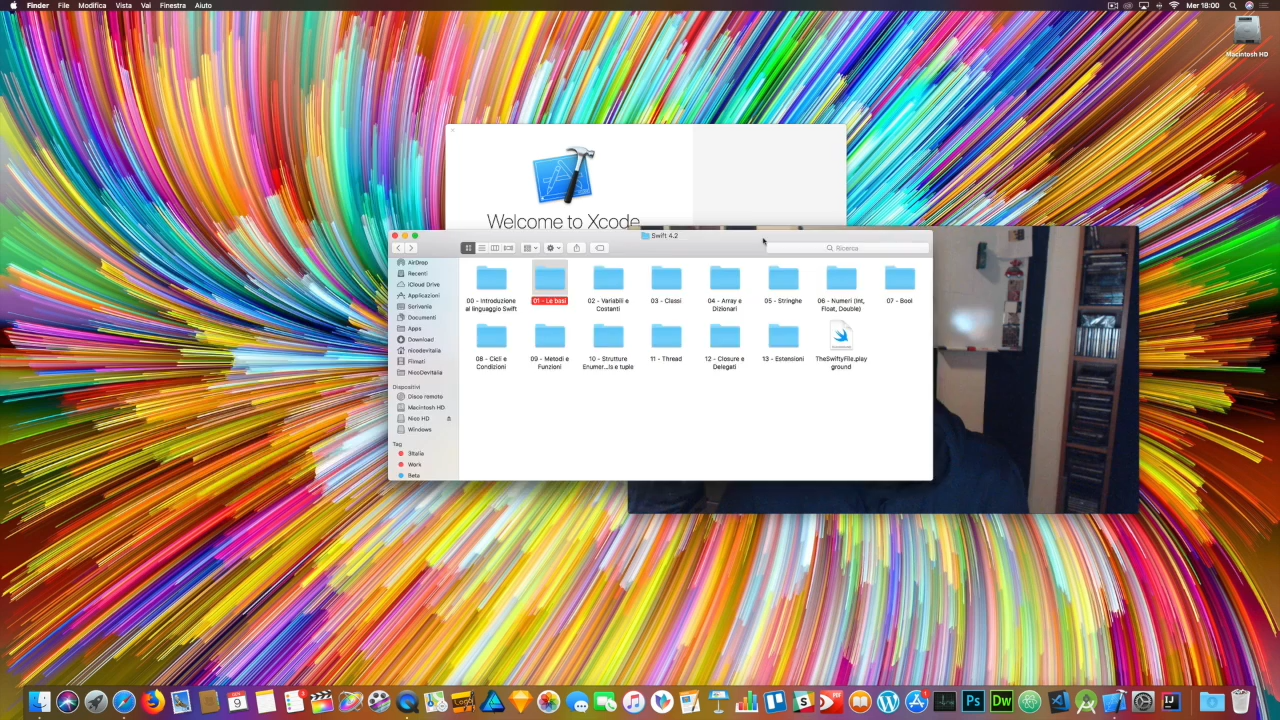 Finder File Modifica Vista Vai Finestra Aiuto
Mer 18:00
Macintosh HD
Welcome to Xcode
Swift 4.2
Ricerca
AirDrop
Recenti
iCloud Drive
Applicazioni
Scrivania
Documenti
Apps
Download
nicodevitalia
Filmati
NicoDevItalia
Dispositivi
Disco remoto
Macintosh HD
Nico HD
Windows
Tag
3Italia
Work
Beta
00 - Introduzione
al linguaggio Swift
01 - Le basi
02 - Variabili e
Costanti
03 - Classi
04 - Array e
Dizionari
05 - Stringhe
06 - Numeri (Int,
Float, Double)
07 - Bool
08 - Cicli e
Condizioni
09 - Metodi e
Funzioni
10 - Strutture
Enumer...ls e tuple
11 - Thread
12 - Closure e
Delegati
13 - Estensioni
TheSwiftyFile.play
ground
9
Ps
Dw